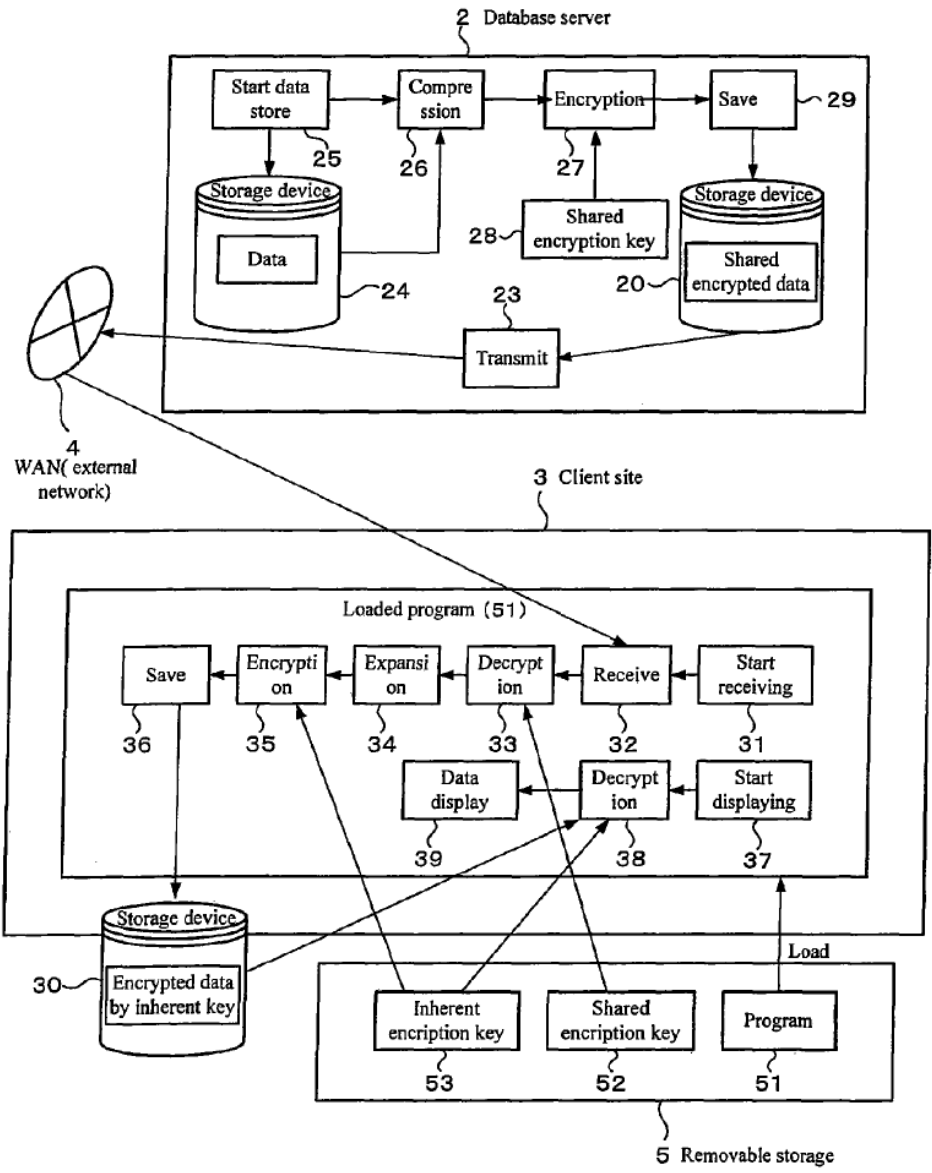 2 Database server
Start data
store
Compre
ssion
Encryption
Save
29
25
26
27
Storage device
Storage device
Data
28
Shared
encryption key
24
20
Shared
encrypted data
23
Transmit
4
WAN( external
network)
3 Client site
Loaded program (51)
Save
Encrypti
on
Expansi
on
Decrypt
ion
Receive
Start
receiving
36
35
34
33
32
31
Data
display
Decrypt
ion
Start
displaying
39
38
37
Storage device
30
Encrypted data
by inherent key
Load
Inherent
encription key
Shared
encription key
Program
53
52
51
5 Removable storage